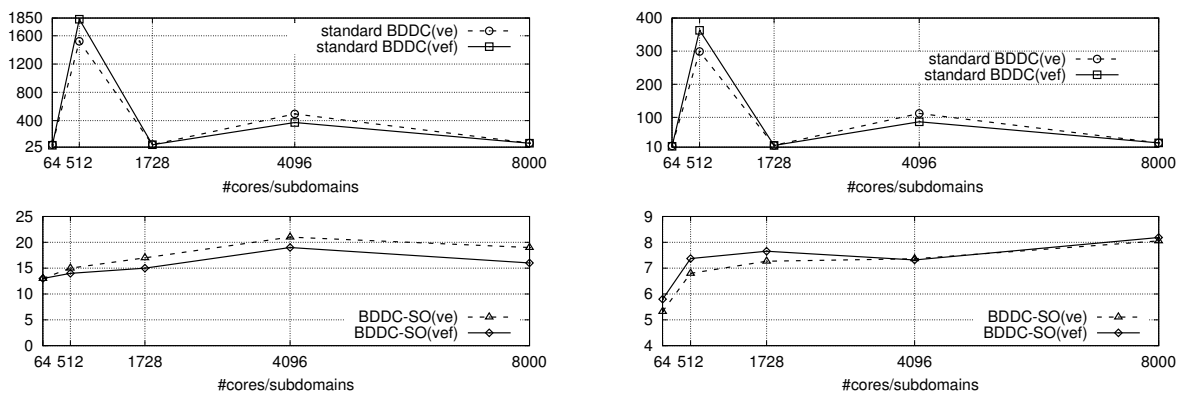 1850
1600
1200
800
400
25
standard BDDC(ve)
standard BDDC(vef)
64 512 1728 4096 8000
#cores/subdomains
400
300
200
100
10
standard BDDC(ve)
standard BDDC(vef)
64 512 1728 4096 8000
#cores/subdomains
25
20
15
10
5
0
BDDC-SO(ve)
BDDC-SO(vef)
64 512 1728 4096 8000
#cores/subdomains
9
8
7
6
5
4
BDDC-SO(ve)
BDDC-SO(vef)
64 512 1728 4096 8000
#cores/subdomains